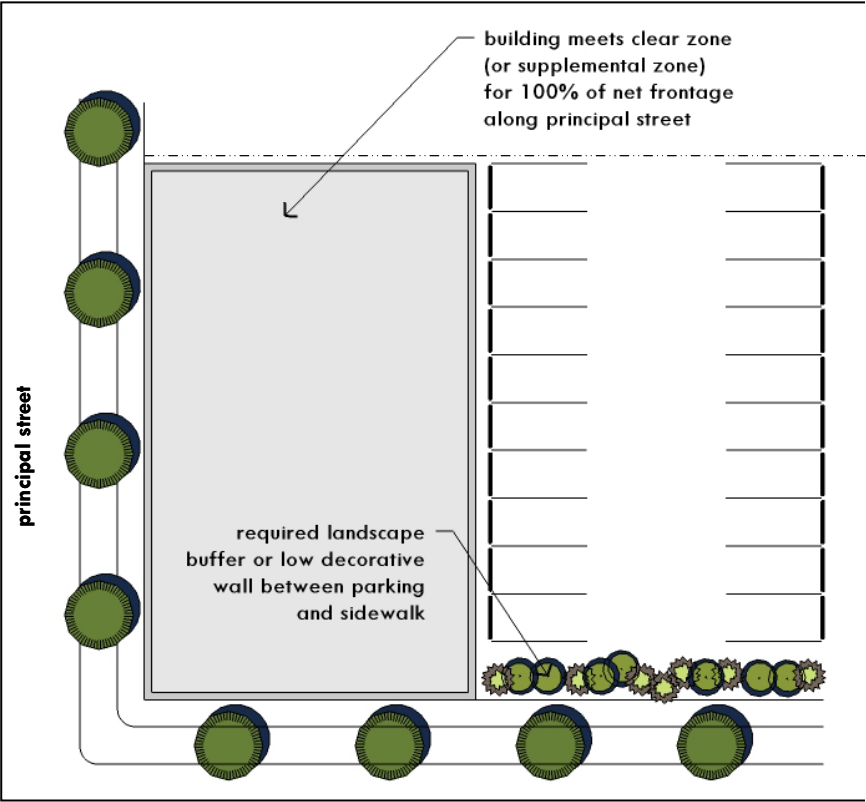 building meets clear zone
(or supplemental zone)
for 100% of net frontage
along principal street
principal street
required landscape
buffer or low decorative
wall between parking
and sidewalk